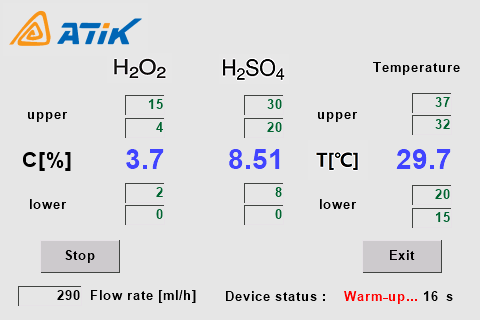 ATiK
H₂O₂ H₂SO₄ Temperature
upper 15 30 upper 37
4 20 32
C[%] 3.7 8.51 T[℃] 29.7
lower 2 8 lower 20
0 0 15
Stop Exit
290 Flow rate [ml/h] Device status : Warm-up... 16 s